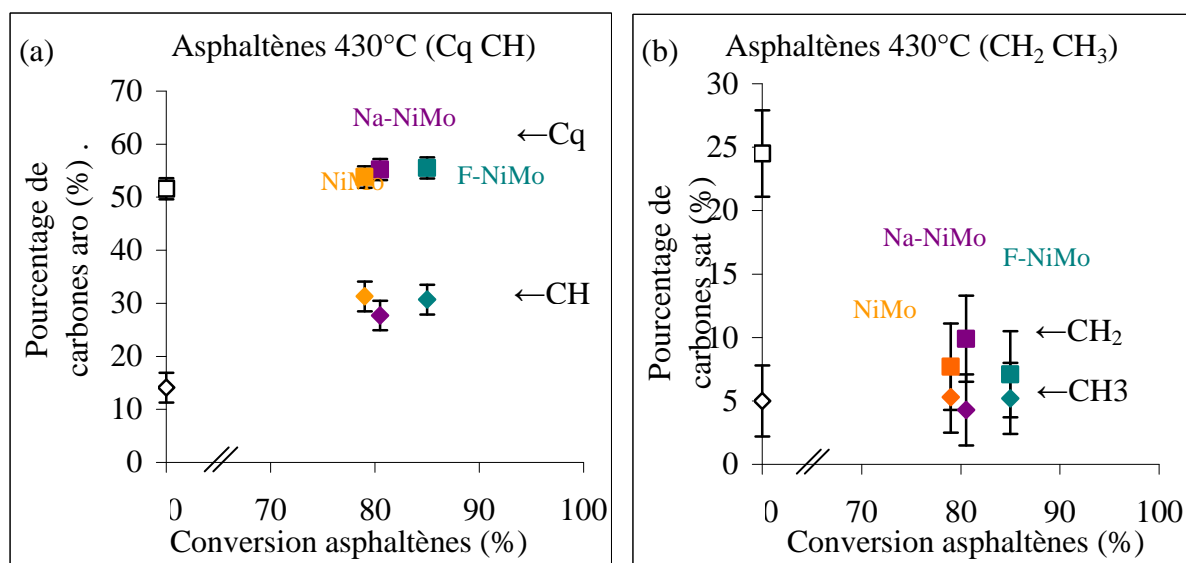 (a)
Asphaltènes 430°C (Cq CH)
70
60
50
40
30
20
10
0
Pourcentage de
carbones aro (%) .
Na-NiMo
←Cq
NiMo
F-NiMo
←CH
0
70
80
90
100
Conversion asphaltènes (%)
(b)
Asphaltènes 430°C (CH₂ CH₃)
30
25
20
15
10
5
0
Pourcentage de
carbones sat (%)
Na-NiMo
F-NiMo
NiMo
←CH₂
←CH3
0
70
80
90
100
Conversion asphaltènes (%)